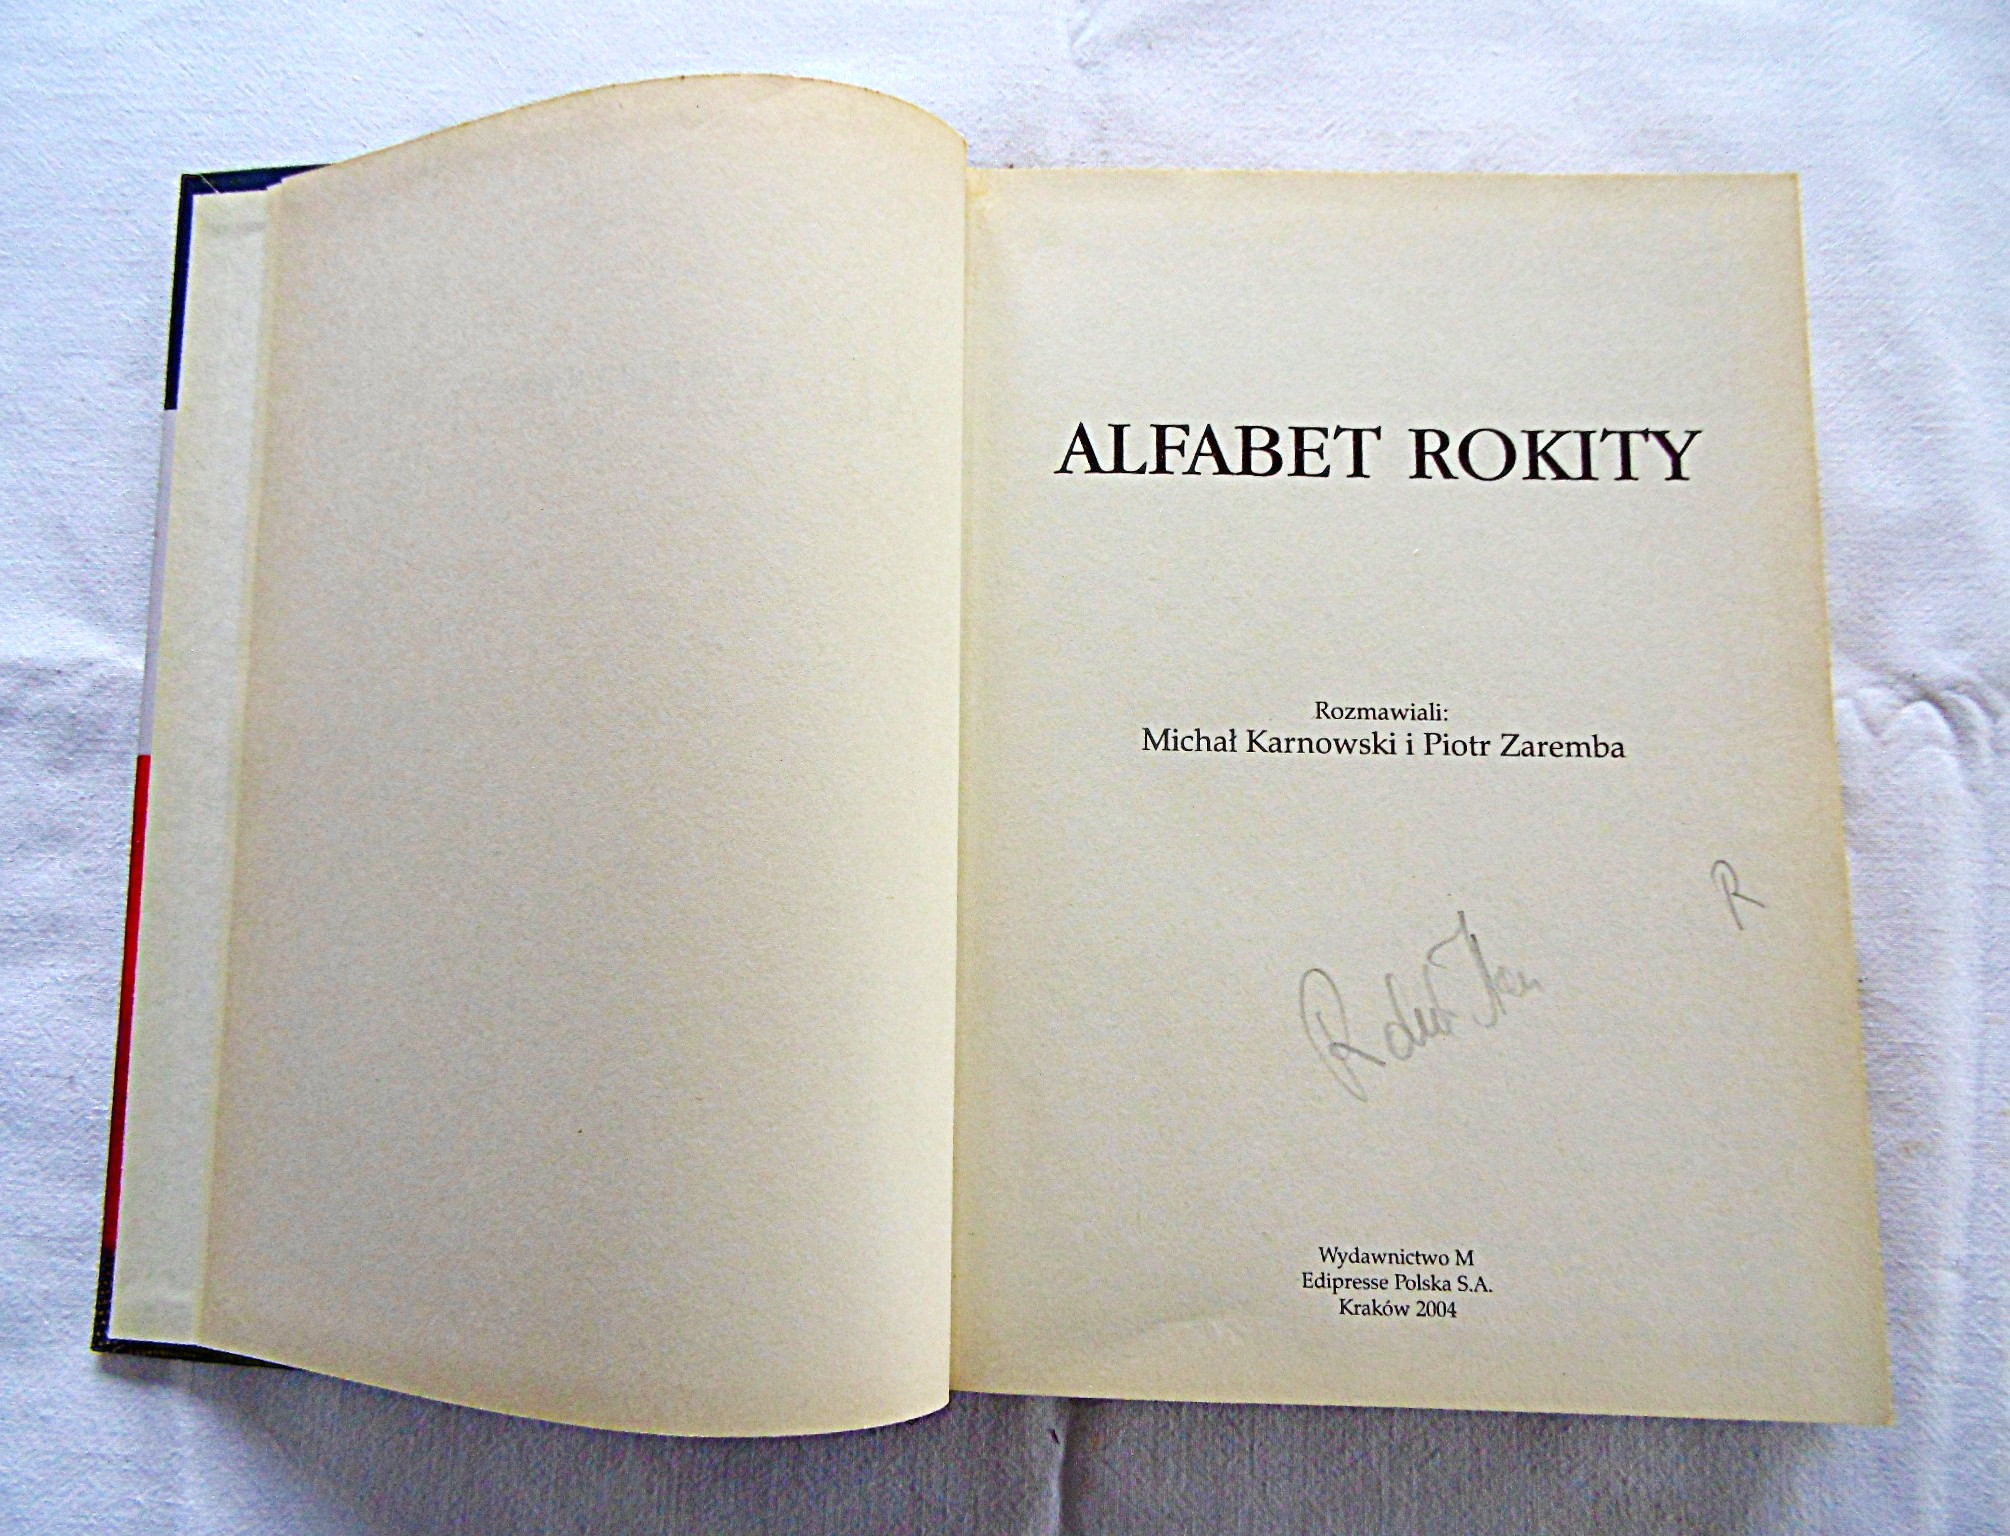 ALFABET ROKITY
Rozmawiali:
Michał Karnowski i Piotr Zaremba
R
Wydawnictwo M
Edipresse Polska S.A.
Kraków 2004